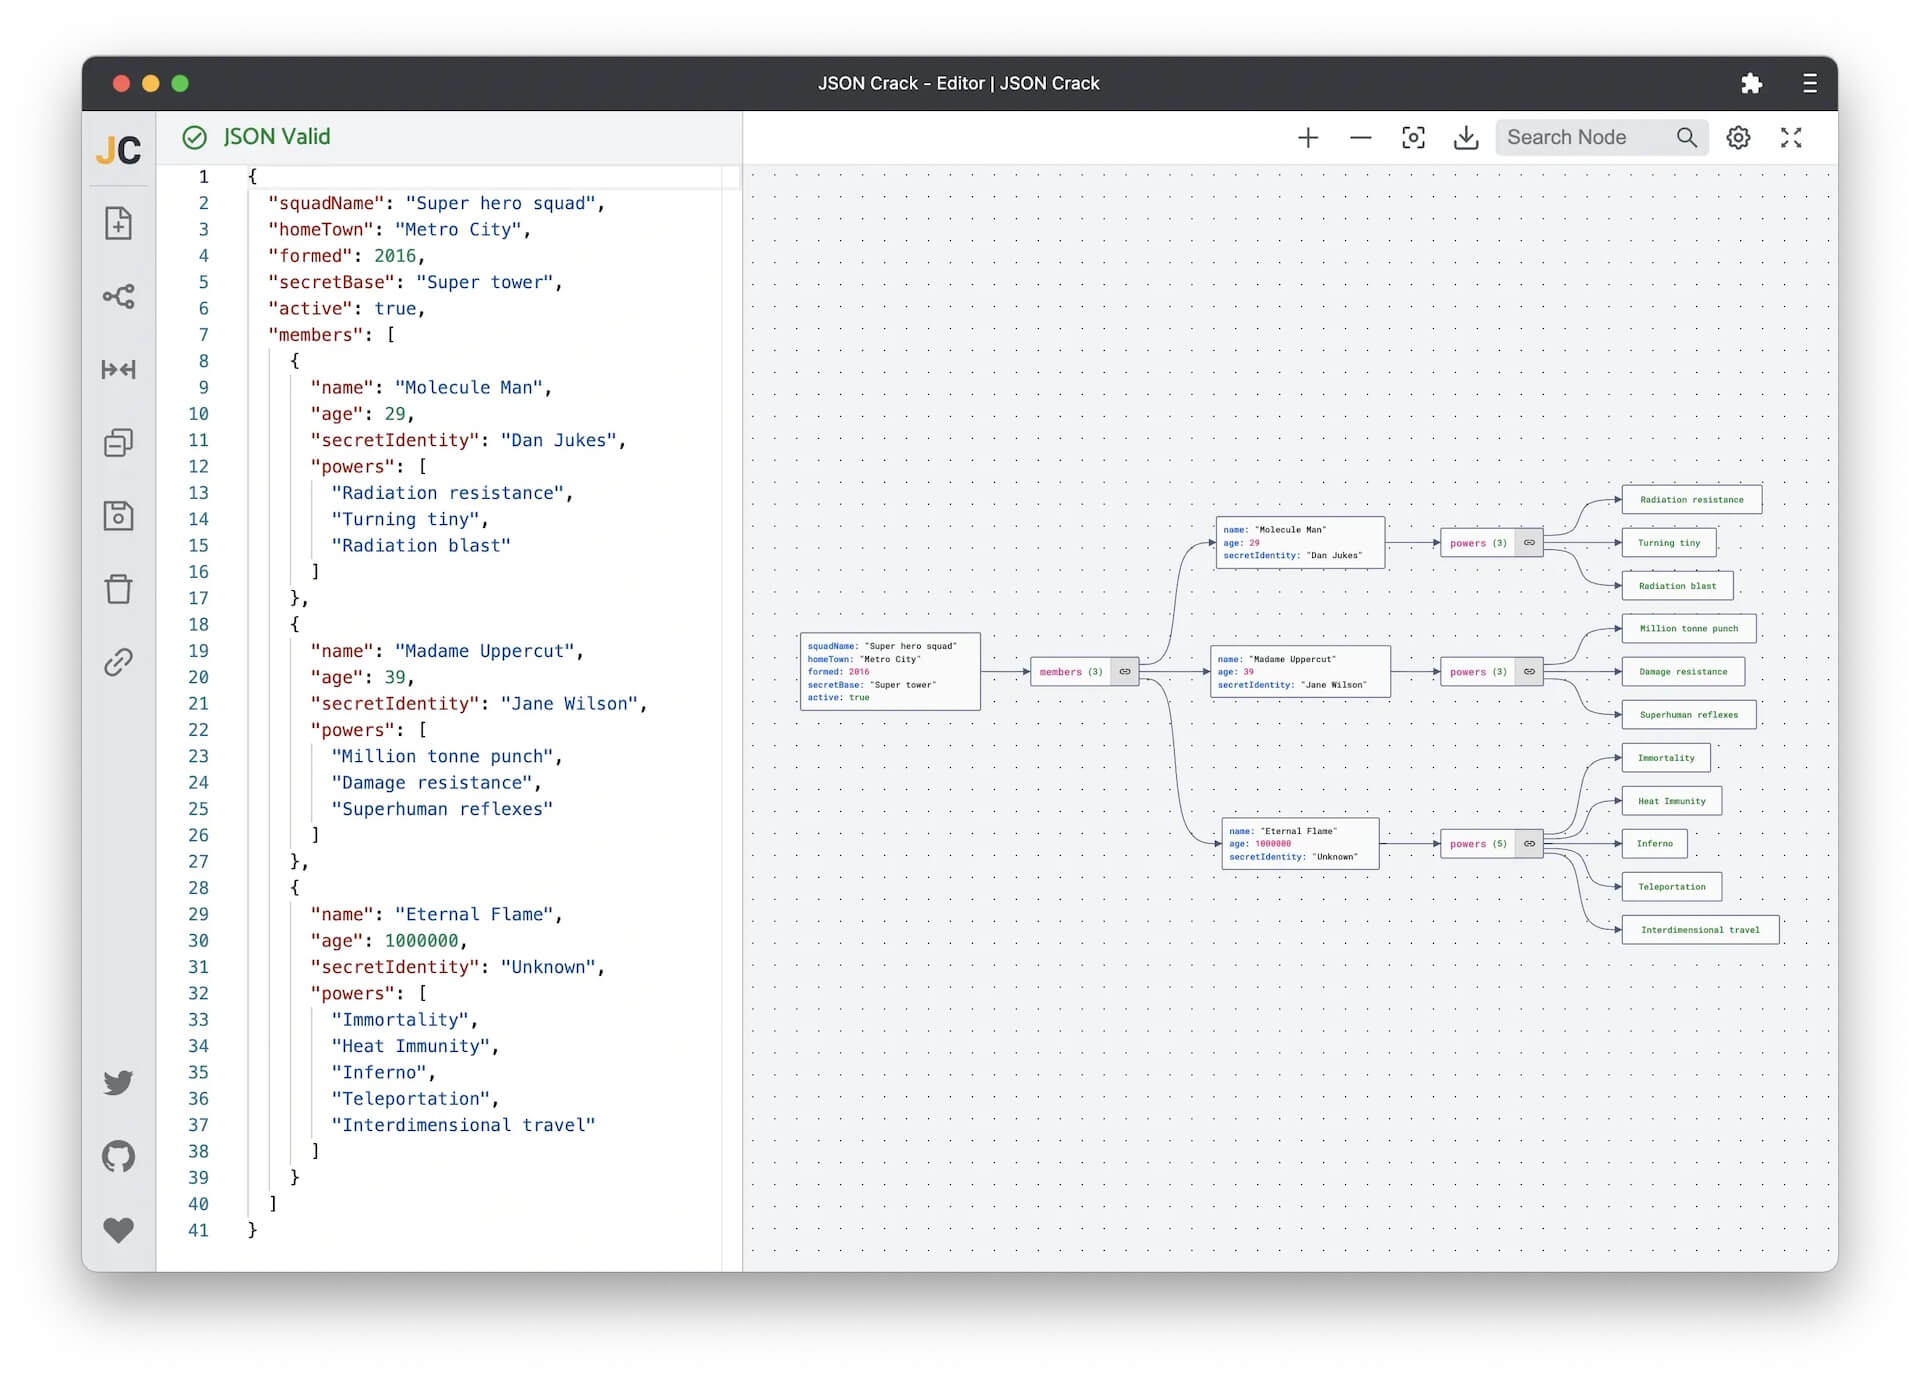 JSON Crack - Editor | JSON Crack
JC
JSON Valid
Search Node
1 {
2 "squadName": "Super hero squad",
3 "homeTown": "Metro City",
4 "formed": 2016,
5 "secretBase": "Super tower",
6 "active": true,
7 "members": [
8 {
9 "name": "Molecule Man",
10 "age": 29,
11 "secretIdentity": "Dan Jukes",
12 "powers": [
13 "Radiation resistance",
14 "Turning tiny",
15 "Radiation blast"
16 ]
17 },
18 {
19 "name": "Madame Uppercut",
20 "age": 39,
21 "secretIdentity": "Jane Wilson",
22 "powers": [
23 "Million tonne punch",
24 "Damage resistance",
25 "Superhuman reflexes"
26 ]
27 },
28 {
29 "name": "Eternal Flame",
30 "age": 1000000,
31 "secretIdentity": "Unknown",
32 "powers": [
33 "Immortality",
34 "Heat Immunity",
35 "Inferno",
36 "Teleportation",
37 "Interdimensional travel"
38 ]
39 }
40 ]
41 }
squadName: "Super hero squad"
homeTown: "Metro City"
formed: 2016
secretBase: "Super tower"
active: true
members (3)
name: "Molecule Man"
age: 29
secretIdentity: "Dan Jukes"
powers (3)
Radiation resistance
Turning tiny
Radiation blast
name: "Madame Uppercut"
age: 39
secretIdentity: "Jane Wilson"
powers (3)
Million tonne punch
Damage resistance
Superhuman reflexes
name: "Eternal Flame"
age: 1000000
secretIdentity: "Unknown"
powers (5)
Immortality
Heat Immunity
Inferno
Teleportation
Interdimensional travel